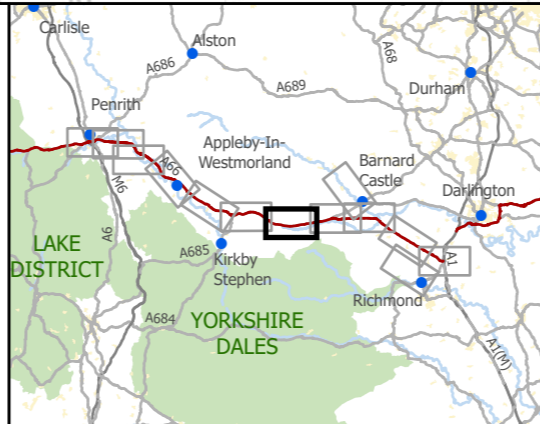 Carlisle
Alston
A68
A686
A689
Durham
Penrith
Appleby-In-
Westmorland
A66
Barnard
Castle
Darlington
M6
A6
LAKE
DISTRICT
A685
Kirkby
Stephen
A1
Richmond
A684
YORKSHIRE
DALES
A1(M)